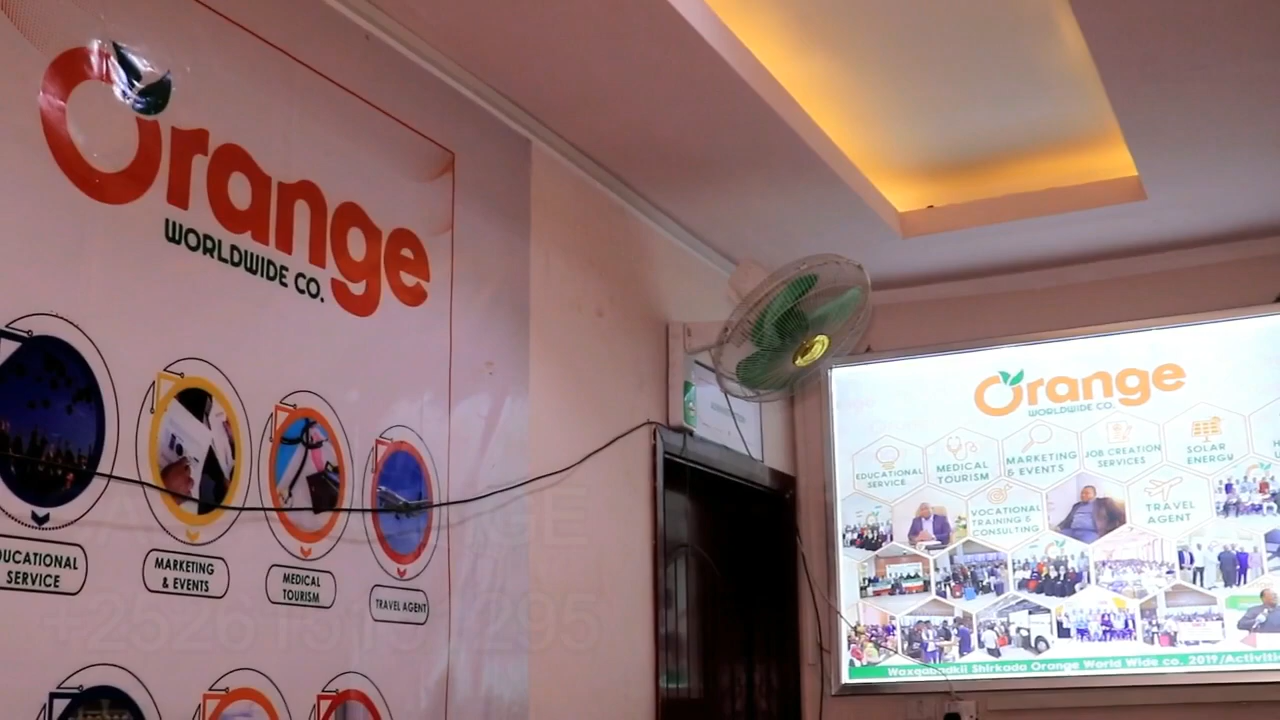 Orange
WORLDWIDE CO.
UCATIONAL
SERVICE
MARKETING
& EVENTS
MEDICAL
TOURISM
TRAVEL AGENT
Orange
WORLDWIDE CO.
EDUCATIONAL
SERVICE
MEDICAL
TOURISM
MARKETING
& EVENTS
JOB CREATION
SERVICES
SOLAR
ENERGY
VOCATIONAL
TRAINING &
CONSULTING
TRAVEL
AGENT
Waxqabadkii Shirkada Orange World Wide co. 2019/Activiti